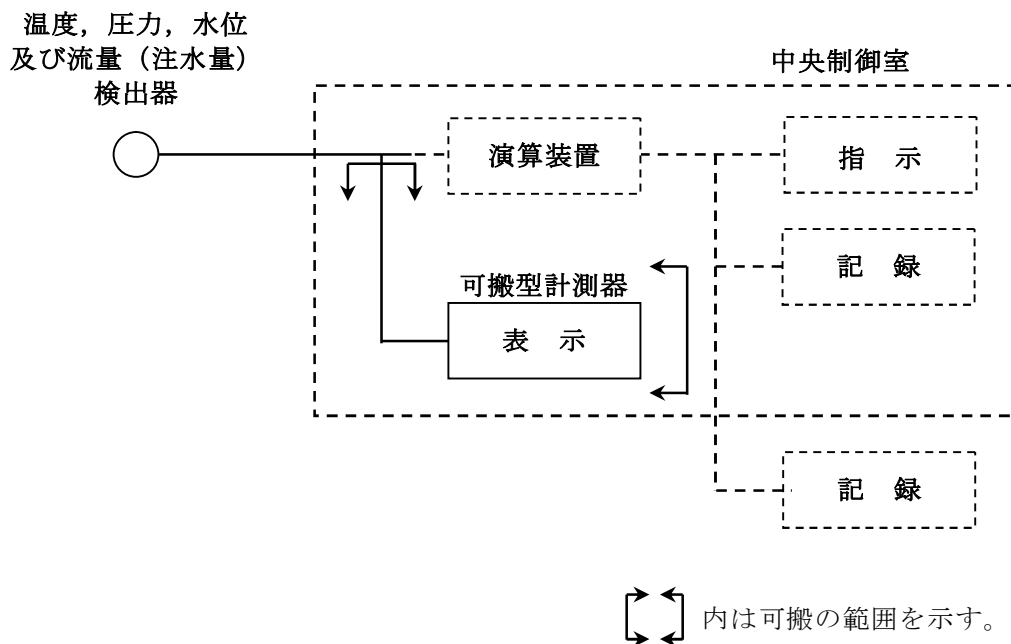 温度，圧力，水位
及び流量（注水量）
検出器
中央制御室
演算装置
指　示
記　録
可搬型計測器
表　示
記　録
内は可搬の範囲を示す。